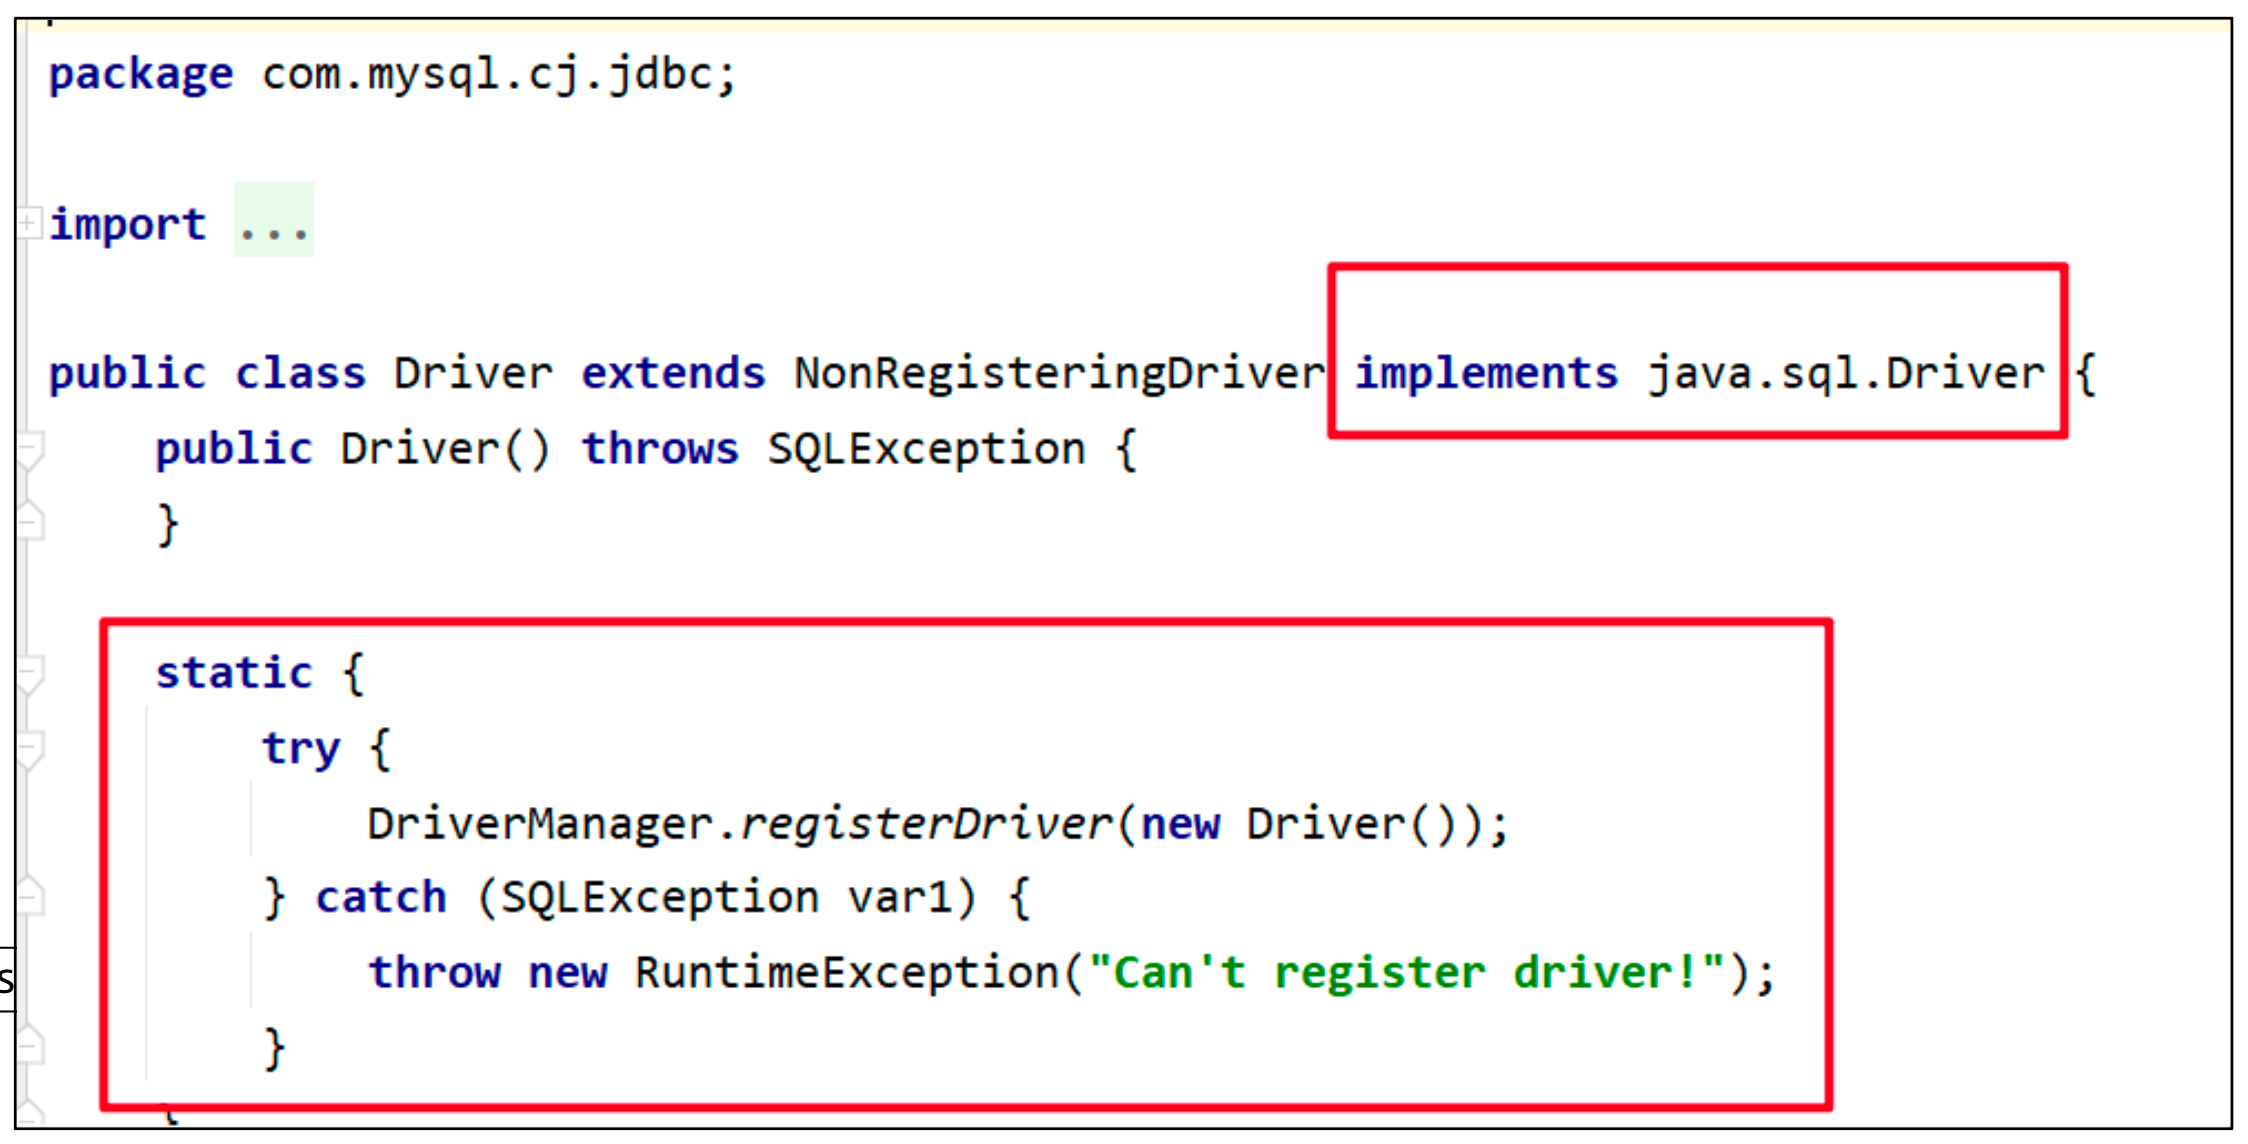 package com.mysql.cj.jdbc;
import ...
public class Driver extends NonRegisteringDriver implements java.sql.Driver {
    public Driver() throws SQLException {
    }
    static {
        try {
            DriverManager.registerDriver(new Driver());
        } catch (SQLException var1) {
            throw new RuntimeException("Can't register driver!");
        }